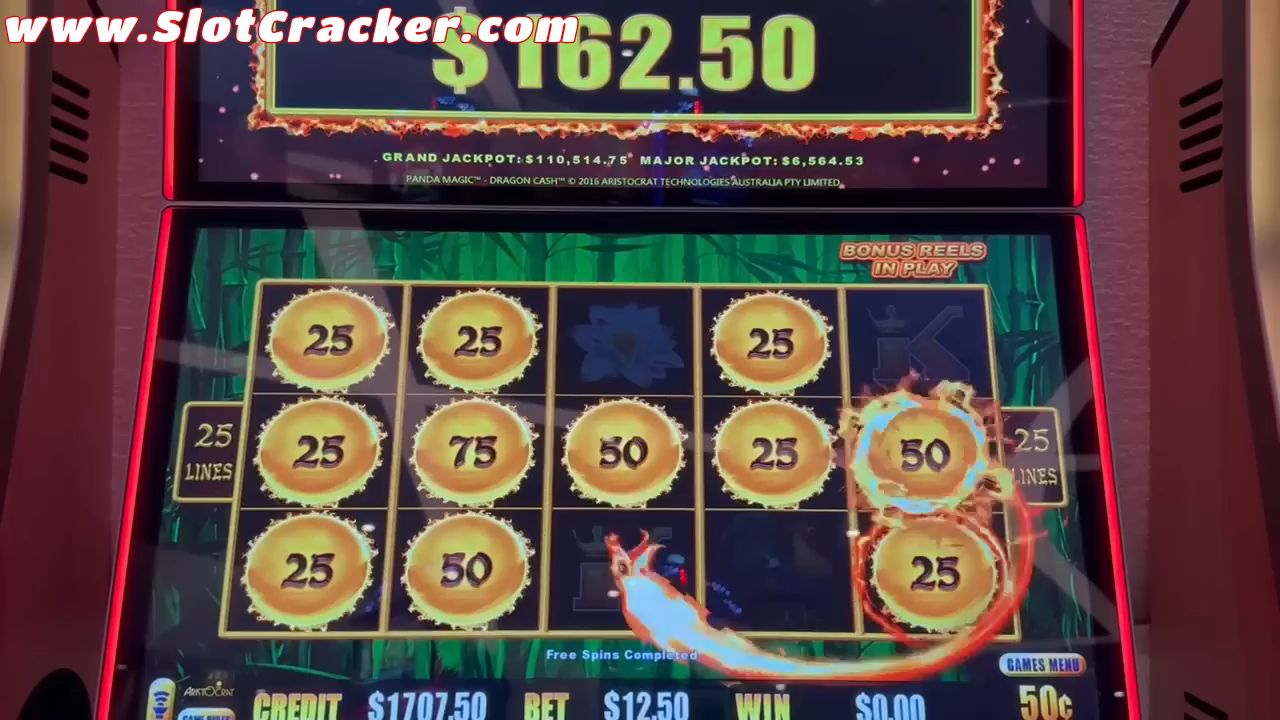 www.SlotCracker.com
$162.50
GRAND JACKPOT: $110,514.75 MAJOR JACKPOT: $6,564.53
PANDA MAGIC™ - DRAGON CASH™ © 2016 ARISTOCRAT TECHNOLOGIES AUSTRALIA PTY LIMITED
BONUS REELS
IN PLAY
25 25 25 K
25 LINES
25 75 50 25 50
25 LINES
25 50 25
Free Spins Completed
GAMES MENU
ARISTOCRAT
CREDIT $1707.50 BET $12.50 WIN $0.00 50¢
GAME RULES